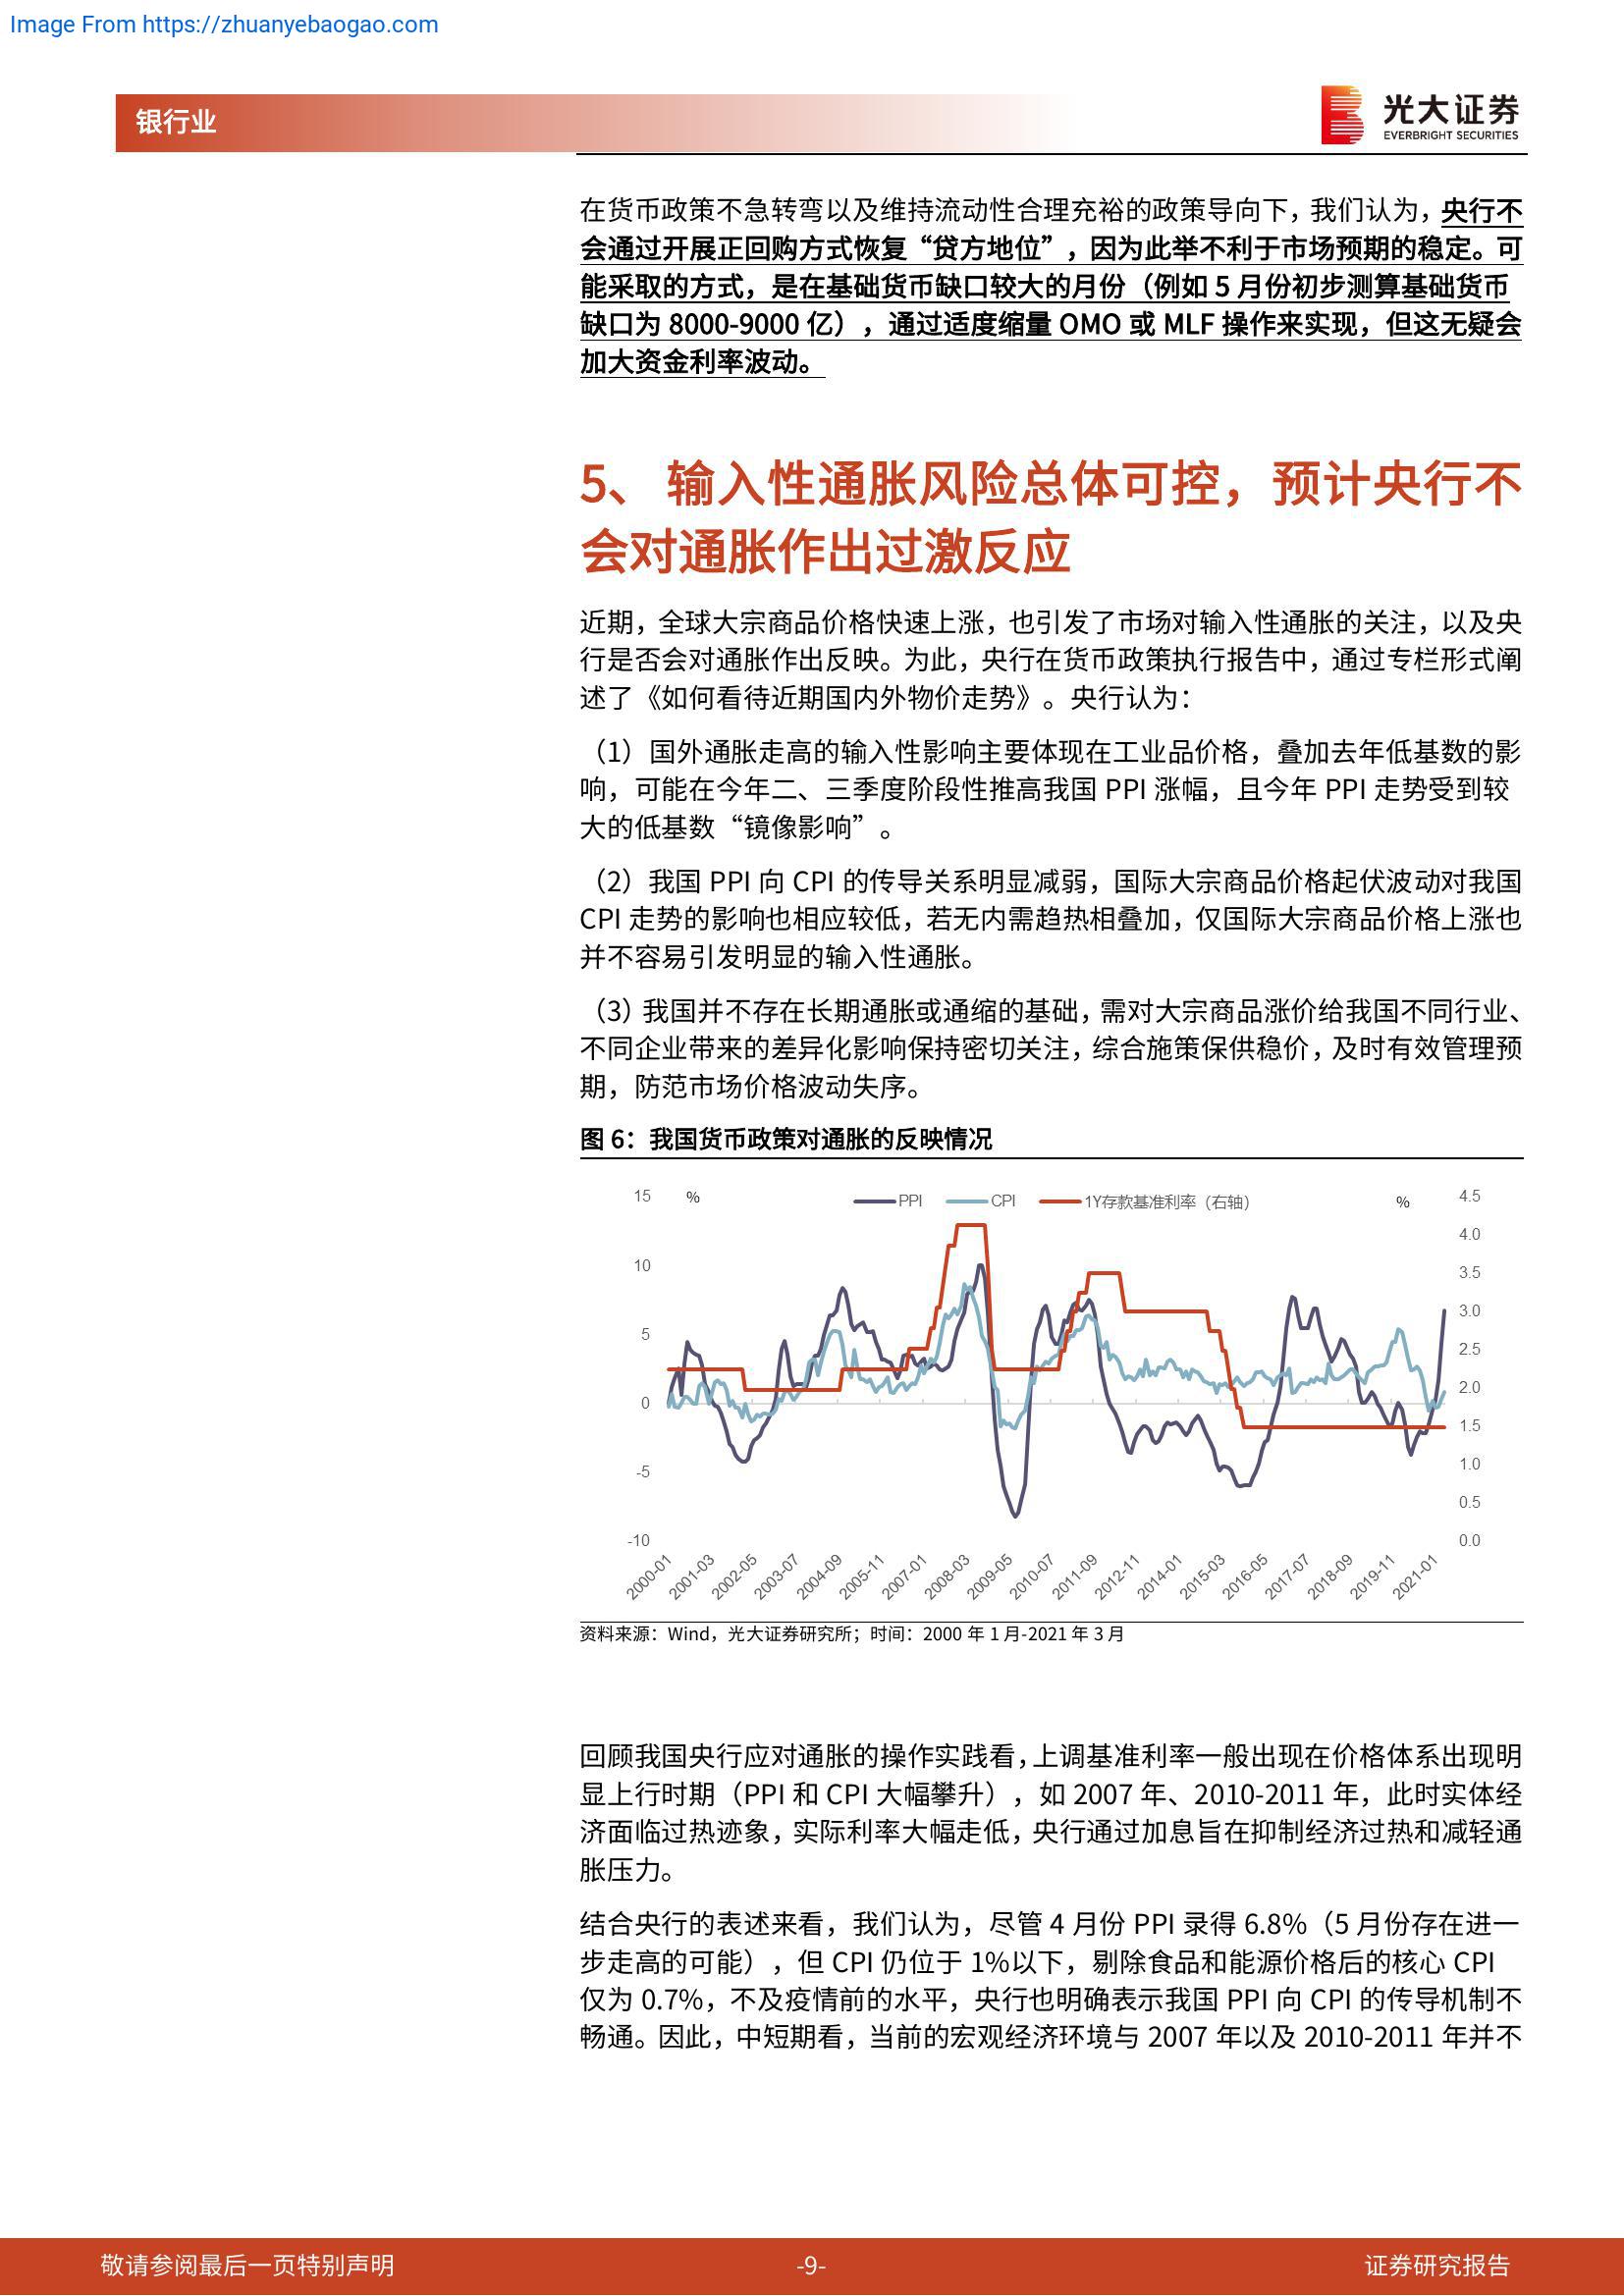 Image From https://zhuanyebaogao.com
银行业
光大证券
EVERBRIGHT SECURITIES
在货币政策不急转弯以及维持流动性合理充裕的政策导向下，我们认为，央行不
会通过开展正回购方式恢复“贷方地位”，因为此举不利于市场预期的稳定。可
能采取的方式，是在基础货币缺口较大的月份（例如 5 月份初步测算基础货币
缺口为 8000-9000 亿），通过适度缩量 OMO 或 MLF 操作来实现，但这无疑会
加大资金利率波动。
5、 输入性通胀风险总体可控，预计央行不
会对通胀作出过激反应
近期，全球大宗商品价格快速上涨，也引发了市场对输入性通胀的关注，以及央
行是否会对通胀作出反映。为此，央行在货币政策执行报告中，通过专栏形式阐
述了《如何看待近期国内外物价走势》。央行认为：
（1）国外通胀走高的输入性影响主要体现在工业品价格，叠加去年低基数的影
响，可能在今年二、三季度阶段性推高我国 PPI 涨幅，且今年 PPI 走势受到较
大的低基数“镜像影响”。
（2）我国 PPI 向 CPI 的传导关系明显减弱，国际大宗商品价格起伏波动对我国
CPI 走势的影响也相应较低，若无内需趋热相叠加，仅国际大宗商品价格上涨也
并不容易引发明显的输入性通胀。
（3）我国并不存在长期通胀或通缩的基础，需对大宗商品涨价给我国不同行业、
不同企业带来的差异化影响保持密切关注，综合施策保供稳价，及时有效管理预
期，防范市场价格波动失序。
图 6：我国货币政策对通胀的反映情况
15 % PPI CPI 1Y存款基准利率（右轴） % 4.5
4.0
10
3.5
3.0
5
2.5
2.0
0
1.5
1.0
-5
0.5
-10 0.0
2000-01 2001-03 2002-05 2003-07 2004-09 2005-11 2007-01 2008-03 2009-05 2010-07 2011-09 2012-11 2014-01 2015-03 2016-05 2017-07 2018-09 2019-11 2021-01
资料来源：Wind，光大证券研究所；时间：2000 年 1 月-2021 年 3 月
回顾我国央行应对通胀的操作实践看，上调基准利率一般出现在价格体系出现明
显上行时期（PPI 和 CPI 大幅攀升），如 2007 年、2010-2011 年，此时实体经
济面临过热迹象，实际利率大幅走低，央行通过加息旨在抑制经济过热和减轻通
胀压力。
结合央行的表述来看，我们认为，尽管 4 月份 PPI 录得 6.8%（5 月份存在进一
步走高的可能），但 CPI 仍位于 1%以下，剔除食品和能源价格后的核心 CPI
仅为 0.7%，不及疫情前的水平，央行也明确表示我国 PPI 向 CPI 的传导机制不
畅通。因此，中短期看，当前的宏观经济环境与 2007 年以及 2010-2011 年并不
敬请参阅最后一页特别声明
-9-
证券研究报告